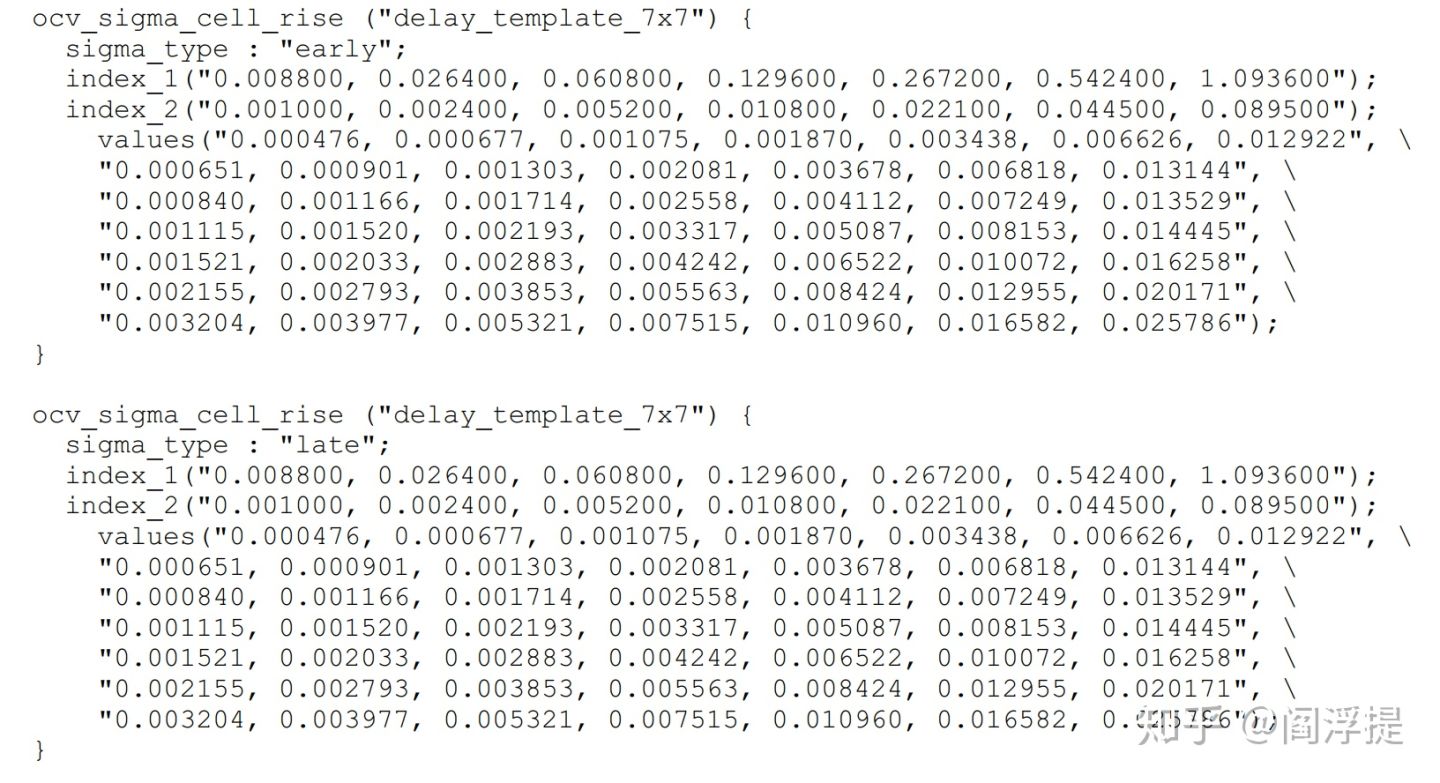 ocv_sigma_cell_rise ("delay_template_7x7") {
sigma_type : "early";
index_1("0.008800, 0.026400, 0.060800, 0.129600, 0.267200, 0.542400, 1.093600");
index_2("0.001000, 0.002400, 0.005200, 0.010800, 0.022100, 0.044500, 0.089500");
values("0.000476, 0.000677, 0.001075, 0.001870, 0.003438, 0.006626, 0.012922", \
"0.000651, 0.000901, 0.001303, 0.002081, 0.003678, 0.006818, 0.013144", \
"0.000840, 0.001166, 0.001714, 0.002558, 0.004112, 0.007249, 0.013529", \
"0.001115, 0.001520, 0.002193, 0.003317, 0.005087, 0.008153, 0.014445", \
"0.001521, 0.002033, 0.002883, 0.004242, 0.006522, 0.010072, 0.016258", \
"0.002155, 0.002793, 0.003853, 0.005563, 0.008424, 0.012955, 0.020171", \
"0.003204, 0.003977, 0.005321, 0.007515, 0.010960, 0.016582, 0.025786");
}
ocv_sigma_cell_rise ("delay_template_7x7") {
sigma_type : "late";
index_1("0.008800, 0.026400, 0.060800, 0.129600, 0.267200, 0.542400, 1.093600");
index_2("0.001000, 0.002400, 0.005200, 0.010800, 0.022100, 0.044500, 0.089500");
values("0.000476, 0.000677, 0.001075, 0.001870, 0.003438, 0.006626, 0.012922", \
"0.000651, 0.000901, 0.001303, 0.002081, 0.003678, 0.006818, 0.013144", \
"0.000840, 0.001166, 0.001714, 0.002558, 0.004112, 0.007249, 0.013529", \
"0.001115, 0.001520, 0.002193, 0.003317, 0.005087, 0.008153, 0.014445", \
"0.001521, 0.002033, 0.002883, 0.004242, 0.006522, 0.010072, 0.016258", \
"0.002155, 0.002793, 0.003853, 0.005563, 0.008424, 0.012955, 0.020171", \
"0.003204, 0.003977, 0.005321, 0.007515, 0.010960, 0.016582, 0.025786");
知乎 @阎浮提
}